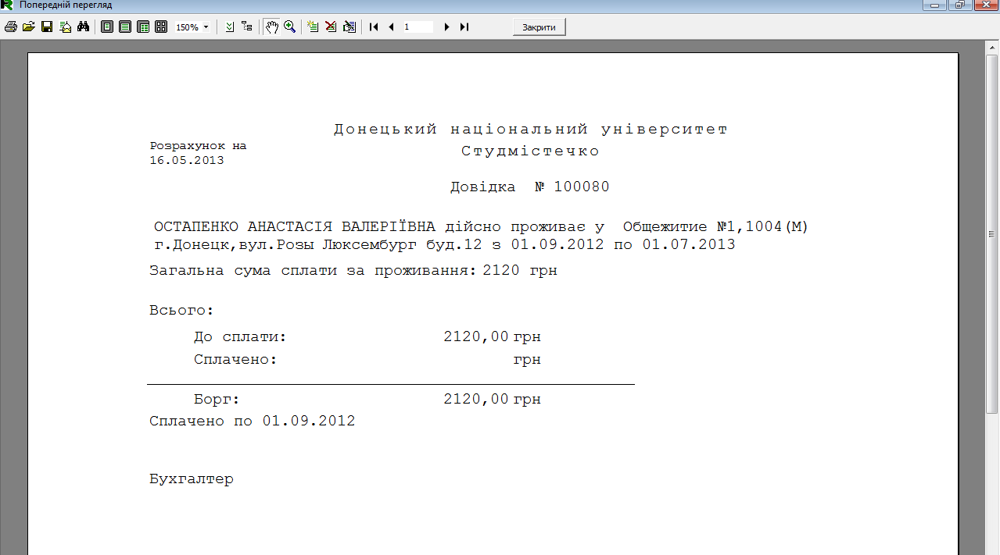 Попередній перегляд
150%
1
Закрити
Донецький національний університет
Розрахунок на
16.05.2013
Студмістечко
Довідка № 100080
ОСТАПЕНКО АНАСТАСІЯ ВАЛЕРІЇВНА дійсно проживає у Общежитие №1,1004(М)
г.Донецк,вул.Розы Люксембург буд.12 з 01.09.2012 по 01.07.2013
Загальна сума сплати за проживання: 2120 грн
Всього:
До сплати: 2120,00 грн
Сплачено: грн
Борг: 2120,00 грн
Сплачено по 01.09.2012
Бухгалтер